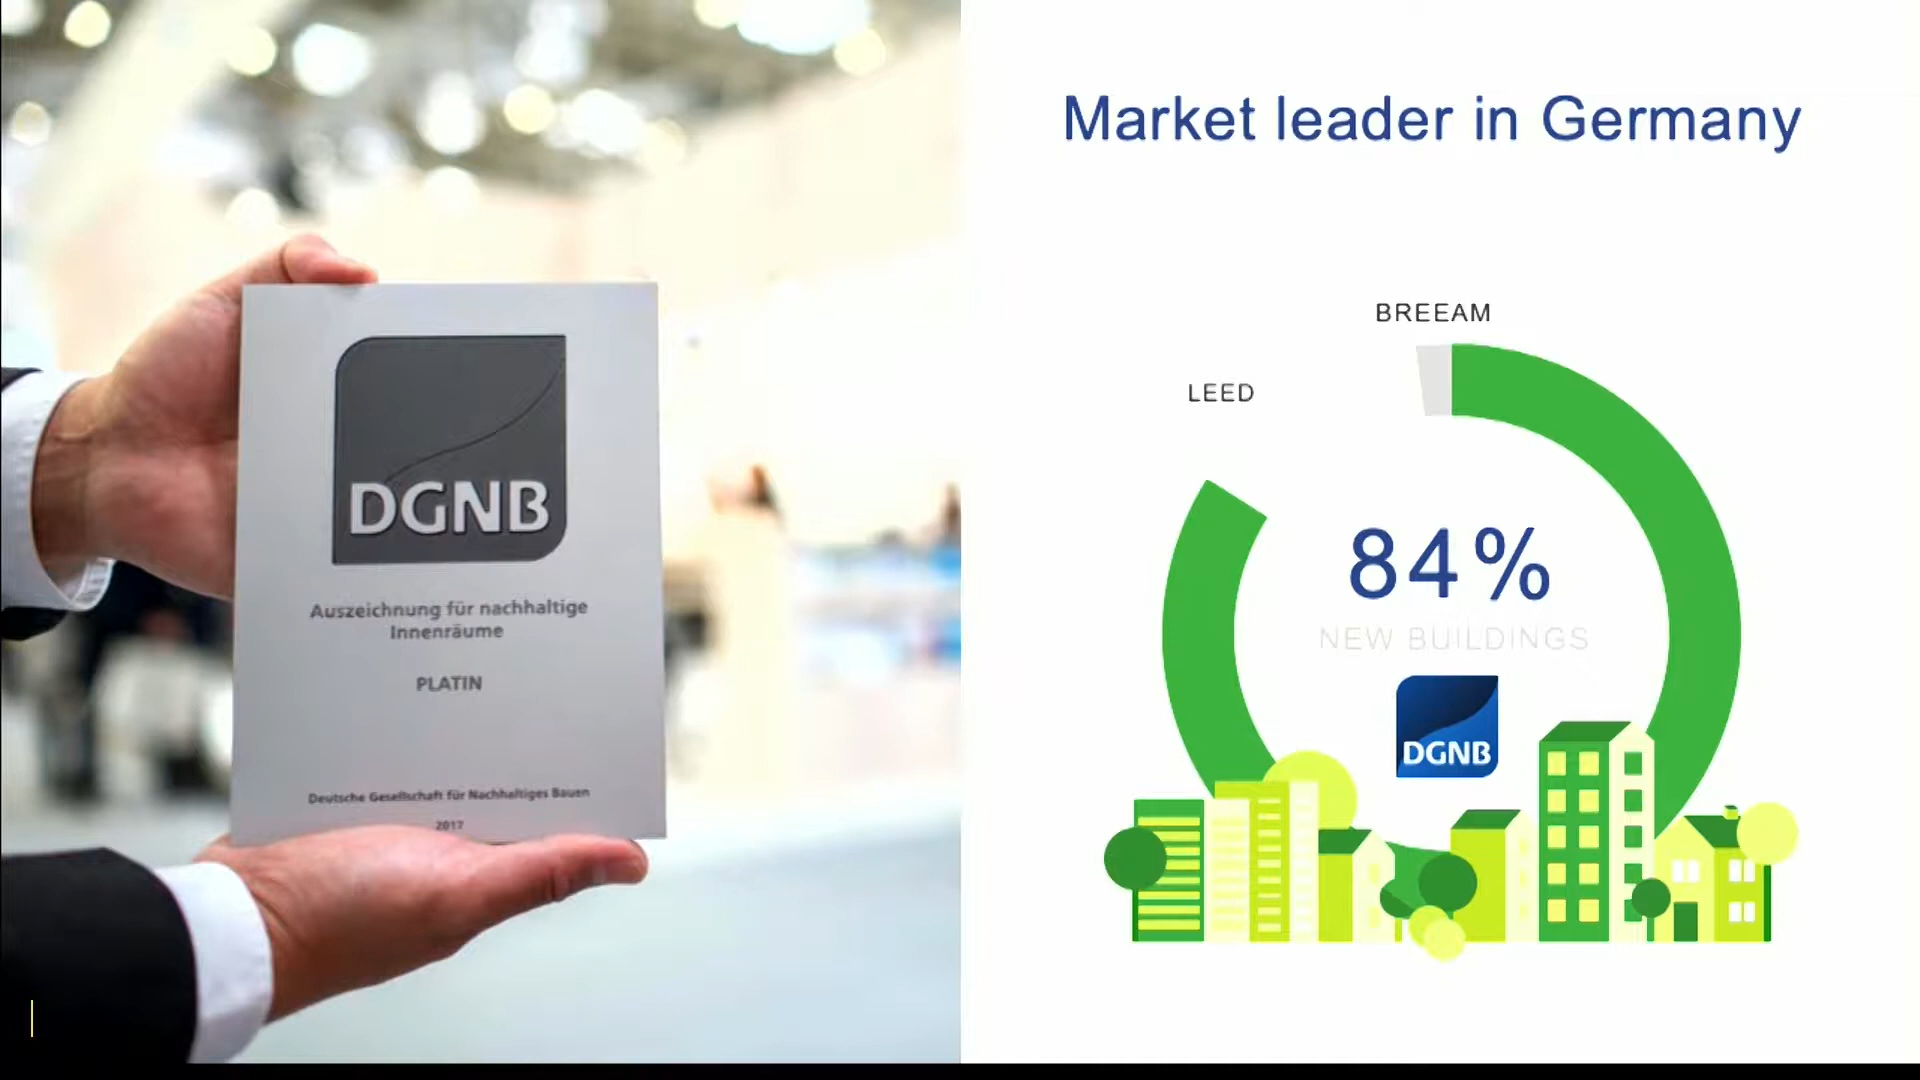 DGNB
Auszeichnung für nachhaltige
Innenräume
PLATIN
Deutsche Gesellschaft für Nachhaltiges Bauen
2017
Market leader in Germany
BREEAM
LEED
84%
NEW BUILDINGS
DGNB